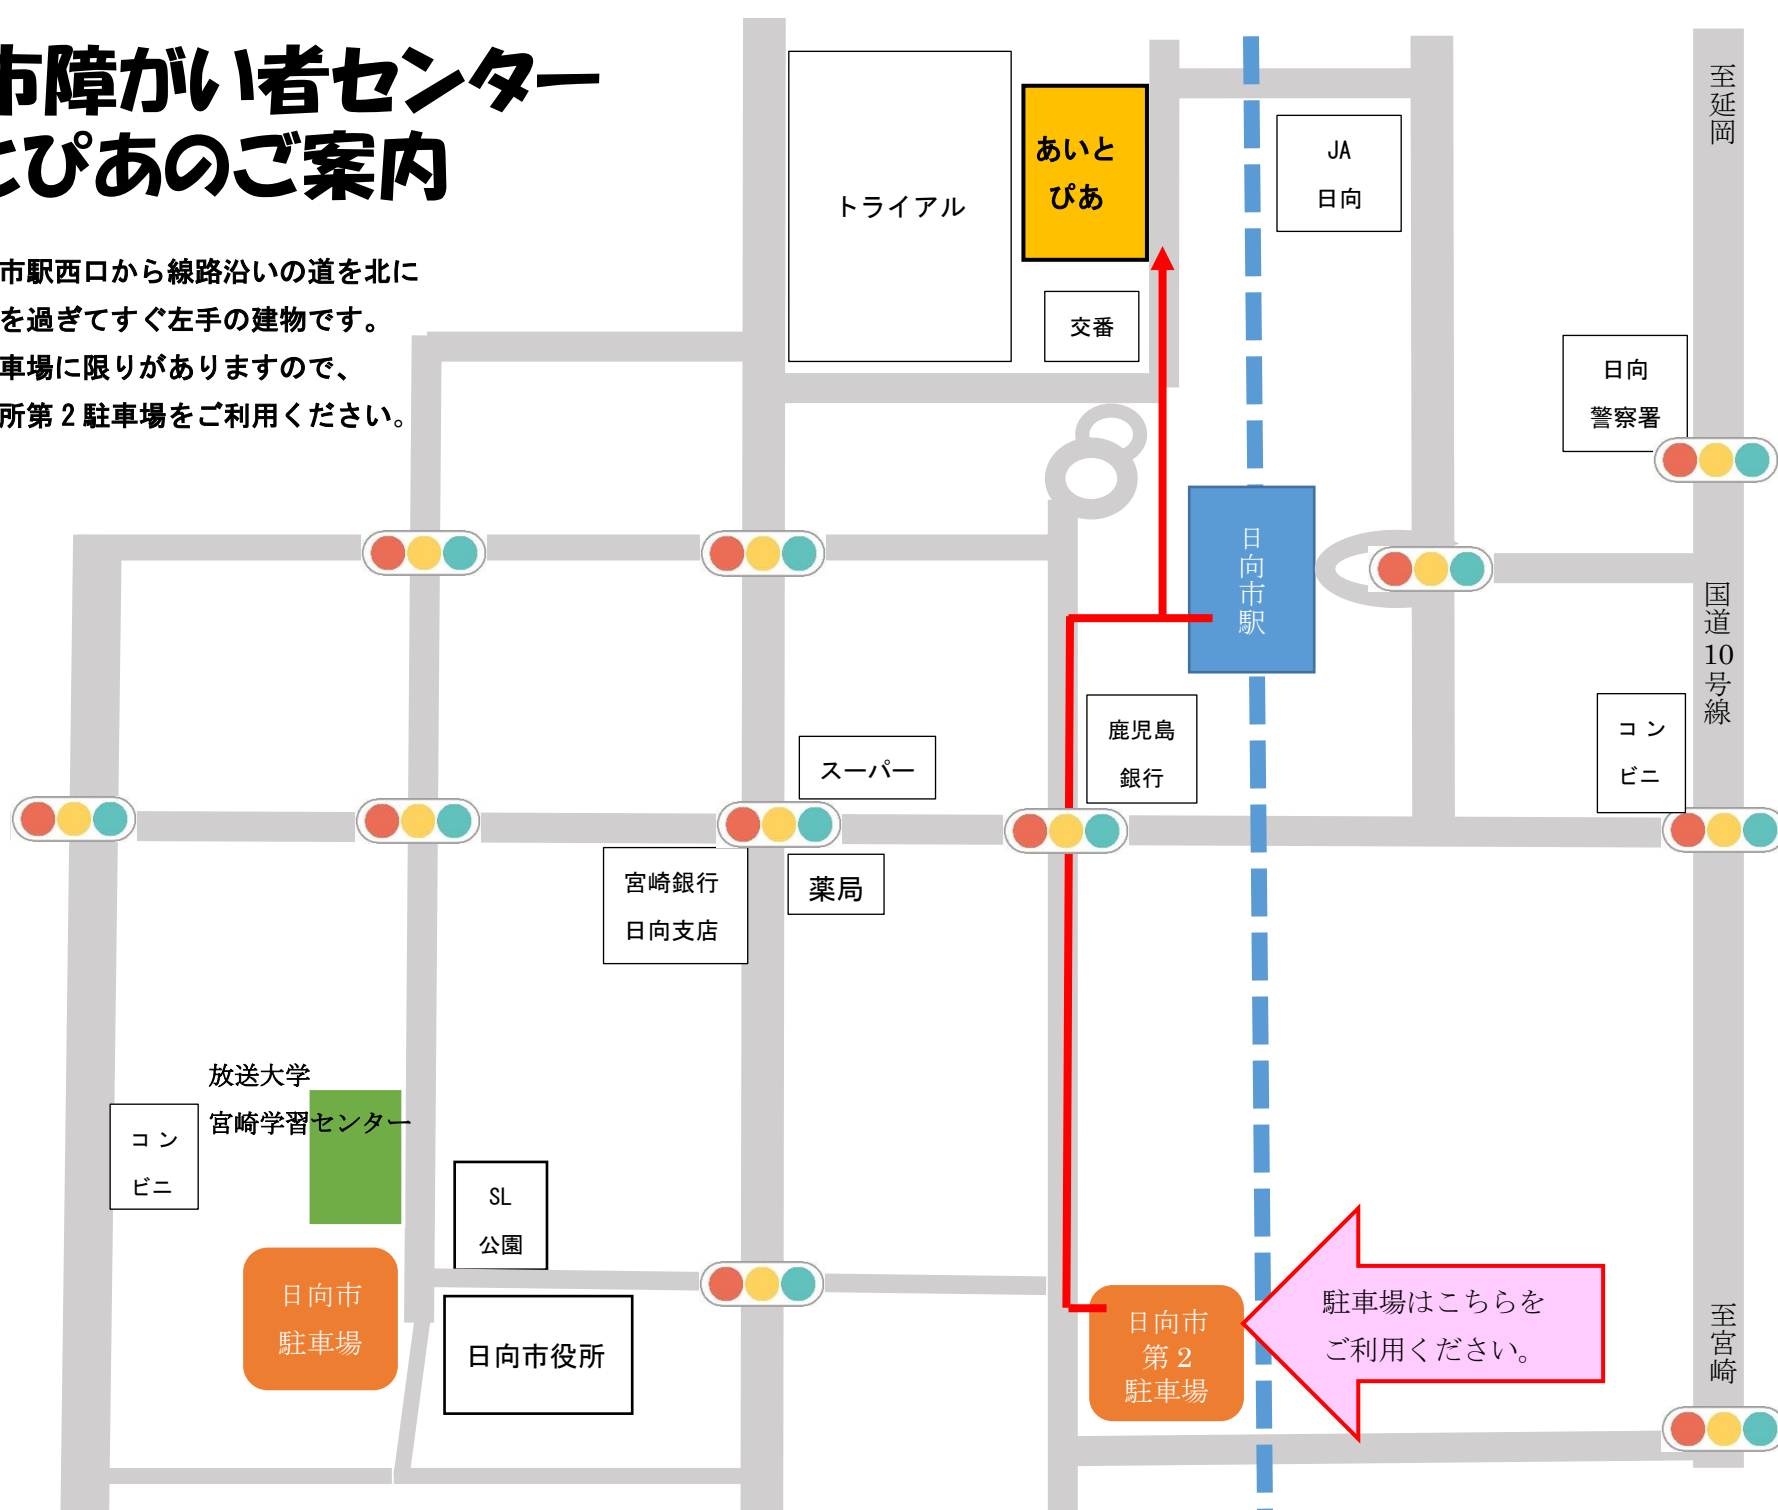 市障がい者センター
とぴあのご案内
市駅西口から線路沿いの道を北に
を過ぎてすぐ左手の建物です。
車場に限りがありますので、
所第２駐車場をご利用ください。
トライアル
あいと
ぴあ
JA
日向
至延岡
交番
日向
警察署
日向市駅
国道10号線
鹿児島
銀行
コン
ビニ
スーパー
宮崎銀行
日向支店
薬局
放送大学
宮崎学習センター
コン
ビニ
SL
公園
日向市
駐車場
日向市役所
日向市
第２
駐車場
駐車場はこちらを
ご利用ください。
至宮崎